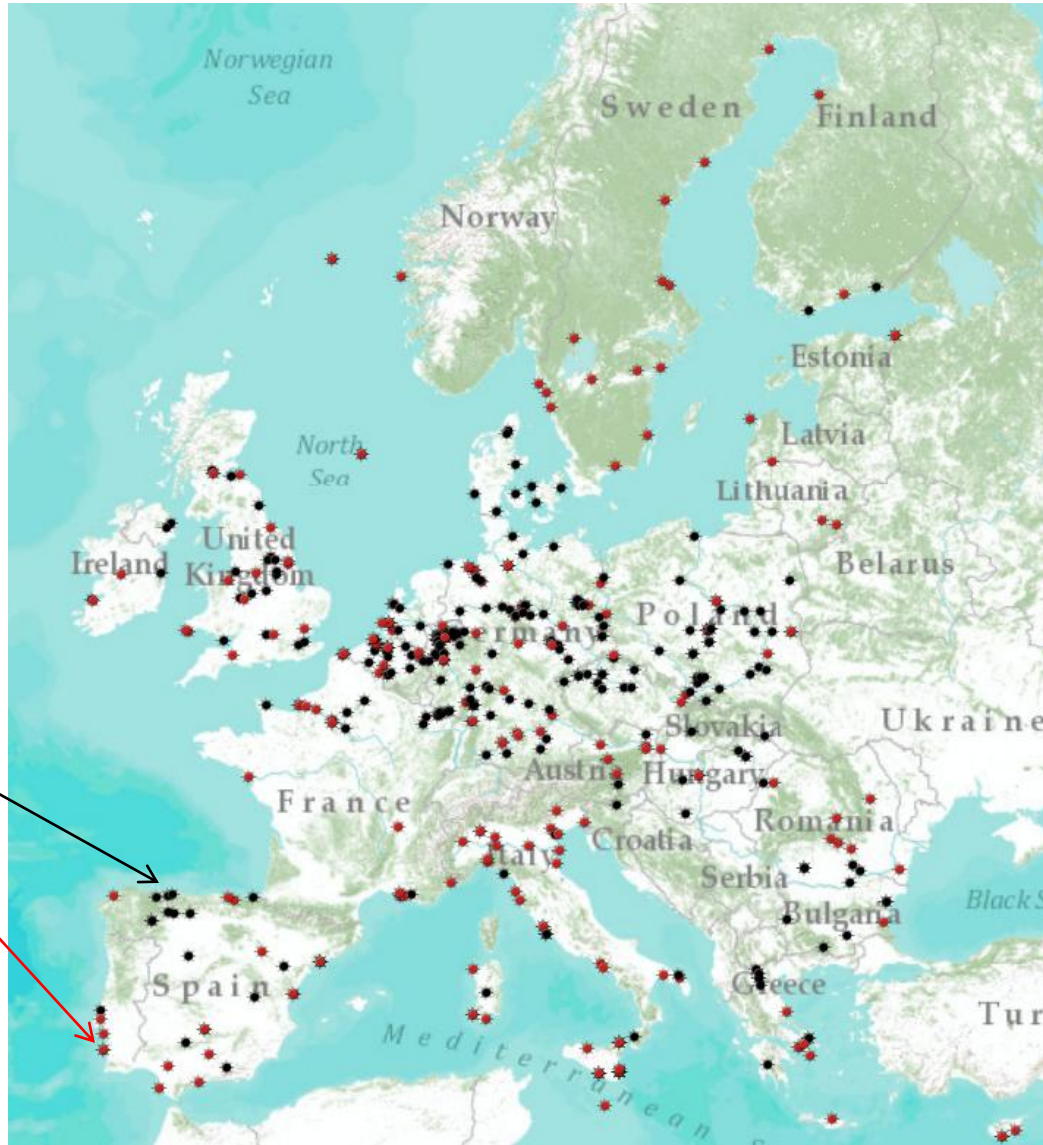 Norwegian
Sea
Sweden
Finland
Norway
Estonia
North
Sea
Latvia
Lithuania
United
Kingdom
Ireland
Belarus
Poland
Germany
Ukraine
Slovakia
Austria
Hungary
France
Romania
Croatia
Italy
Serbia
Black S
Bulgaria
Spain
Greece
Tur
Mediterranean S